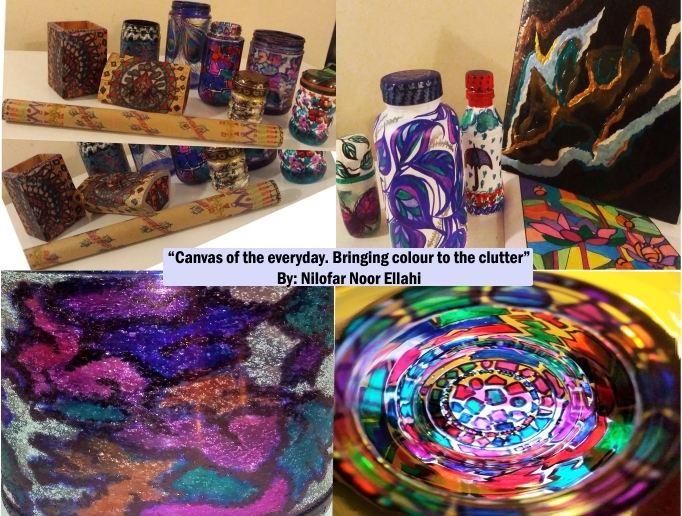 “Canvas of the everyday. Bringing colour to the clutter”
By: Nilofar Noor Ellahi